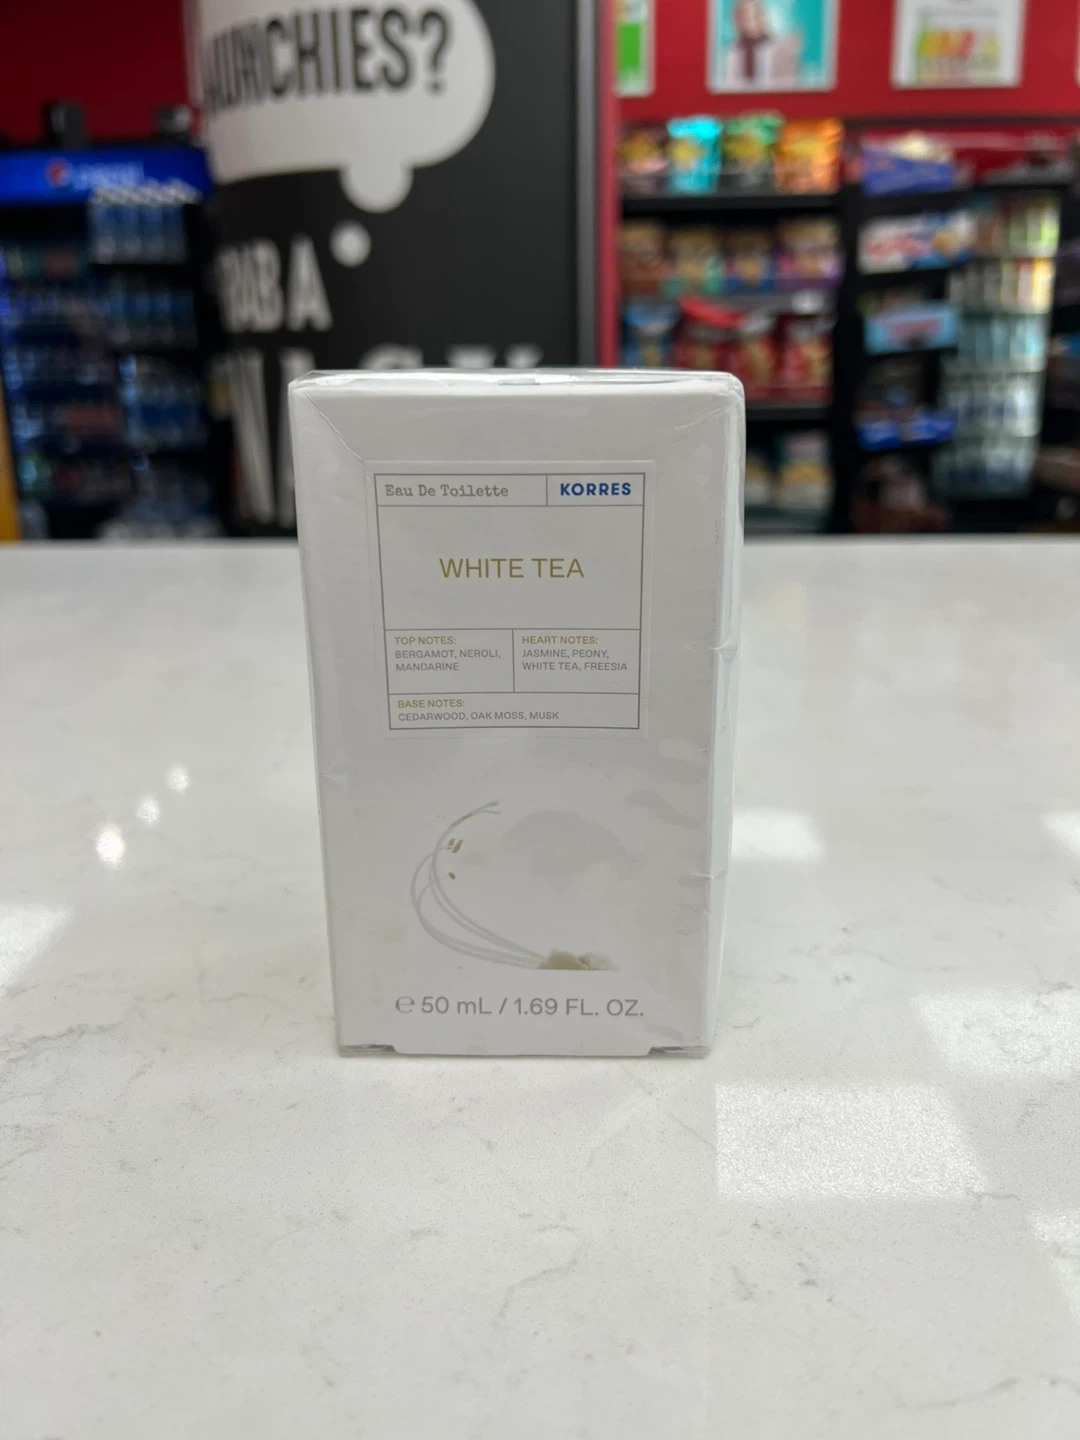 MUNCHIES?
GRAB A
Eau De Toilette
KORRES
WHITE TEA
TOP NOTES:
BERGAMOT, NEROLI,
MANDARINE
HEART NOTES:
JASMINE, PEONY,
WHITE TEA, FREESIA
BASE NOTES:
CEDARWOOD, OAK MOSS, MUSK
℮ 50 mL / 1.69 FL. OZ.